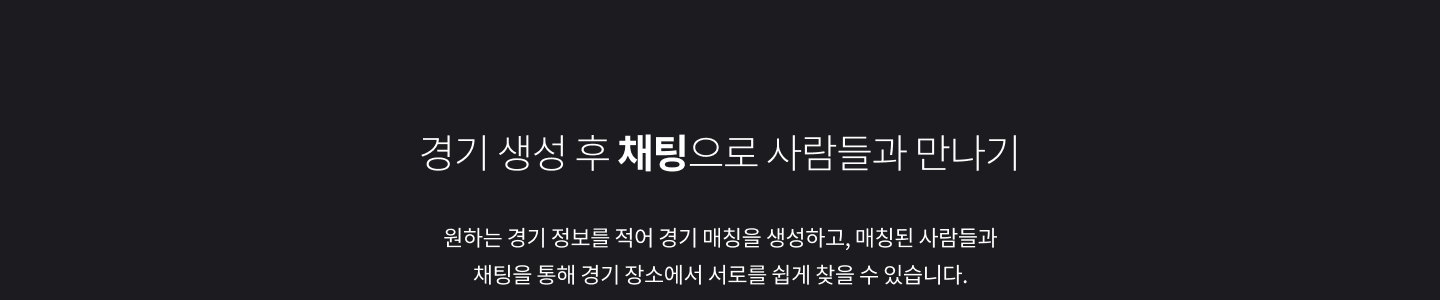 경기 생성 후 채팅으로 사람들과 만나기
원하는 경기 정보를 적어 경기 매칭을 생성하고, 매칭된 사람들과
채팅을 통해 경기 장소에서 서로를 쉽게 찾을 수 있습니다.